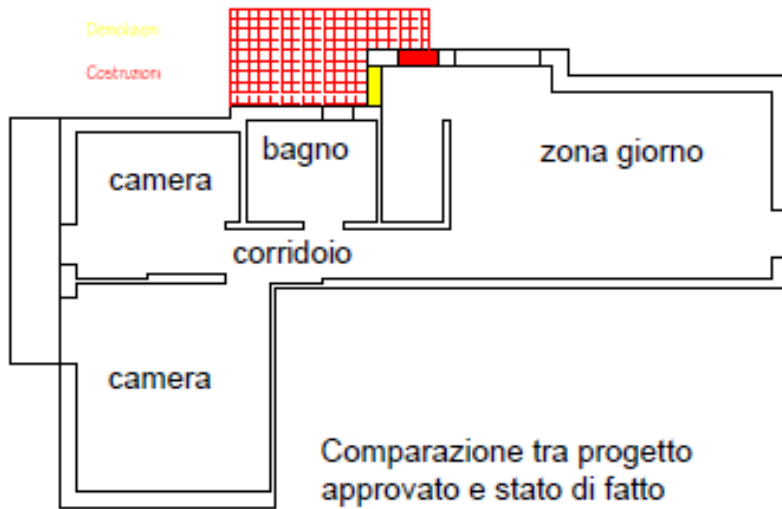 Demolizioni
Costruzioni
bagno
zona giorno
camera
corridoio
camera
Comparazione tra progetto
approvato e stato di fatto